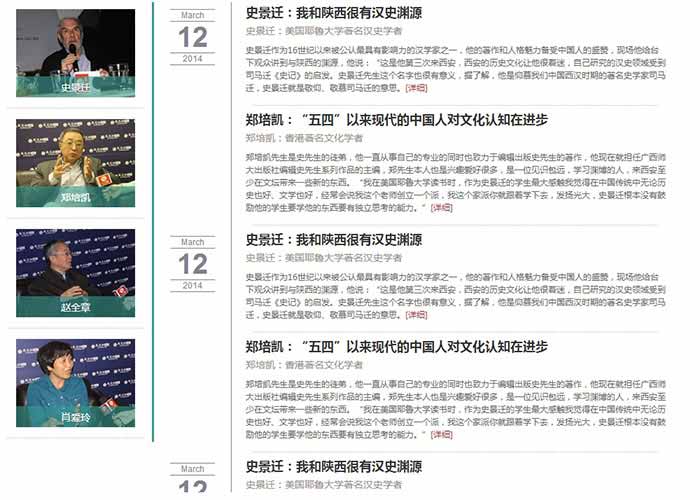 史景迁
郑培凯
赵全章
肖爱玲
March
12
2014
史景迁：我和陕西很有汉史渊源
史景迁：美国耶鲁大学著名汉史学者
史景迁作为16世纪以来被公认最具有影响力的汉学家之一，他的著作和人格魅力备受中国人的盛赞，现场他给台
下观众讲到与陕西的渊源，他说：“这是他第三次来西安，西安的历史文化让他很着迷，自己研究的汉史领域受到
司马迁《史记》的启发。史景迁先生这个名字也很有意义，据了解，他是仰慕我们中国西汉时期的著名史学家司马
迁，史景迁就是敬仰、敬慕司马迁的意思。[详细]
郑培凯：“五四”以来现代的中国人对文化认知在进步
郑培凯：香港著名文化学者
郑培凯先生是史先生的徒弟，他一直从事自己的专业的同时也致力于编辑出版史先生的著作，他现在就担任广西师
大出版社编辑史先生系列作品的主编，郑先生本人也是兴趣爱好很多，是一位见识包远，学习渊博的人，来西安至
少在文坛带来一些新的东西。“我在美国耶鲁大学读书时，作为史景迁的学生最大感触我觉得在中国传统中无论历
史也好、文学也好，经常会说我这个老师创立一个派，我这个家派你就跟着学下去，发扬光大，史景迁根本没有鼓
励他的学生要学他的东西要有独立思考的能力。”[详细]
March
12
2014
史景迁：我和陕西很有汉史渊源
史景迁：美国耶鲁大学著名汉史学者
史景迁作为16世纪以来被公认最具有影响力的汉学家之一，他的著作和人格魅力备受中国人的盛赞，现场他给台
下观众讲到与陕西的渊源，他说：“这是他第三次来西安，西安的历史文化让他很着迷，自己研究的汉史领域受到
司马迁《史记》的启发。史景迁先生这个名字也很有意义，据了解，他是仰慕我们中国西汉时期的著名史学家司马
迁，史景迁就是敬仰、敬慕司马迁的意思。[详细]
郑培凯：“五四”以来现代的中国人对文化认知在进步
郑培凯：香港著名文化学者
郑培凯先生是史先生的徒弟，他一直从事自己的专业的同时也致力于编辑出版史先生的著作，他现在就担任广西师
大出版社编辑史先生系列作品的主编，郑先生本人也是兴趣爱好很多，是一位见识包远，学习渊博的人，来西安至
少在文坛带来一些新的东西。“我在美国耶鲁大学读书时，作为史景迁的学生最大感触我觉得在中国传统中无论历
史也好、文学也好，经常会说我这个老师创立一个派，我这个家派你就跟着学下去，发扬光大，史景迁根本没有鼓
励他的学生要学他的东西要有独立思考的能力。”[详细]
March
12
史景迁：我和陕西很有汉史渊源
史景迁：美国耶鲁大学著名汉史学者